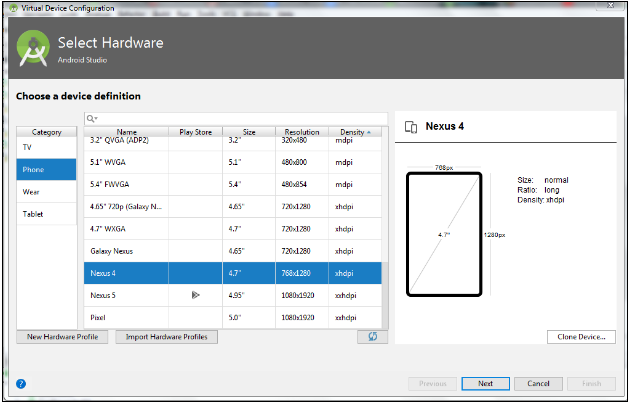 Virtual Device Configuration
Select Hardware
Android Studio
Choose a device definition
Category
TV
Phone
Wear
Tablet
Name Play Store Size Resolution Density
3.2" QVGA (ADP2) 3.2" 320x480 mdpi
5.1" WVGA 5.1" 480x800 mdpi
5.4" FWVGA 5.4" 480x854 mdpi
4.65" 720p (Galaxy N... 4.65" 720x1280 xhdpi
4.7" WXGA 4.7" 720x1280 xhdpi
Galaxy Nexus 4.65" 720x1280 xhdpi
Nexus 4 4.7" 768x1280 xhdpi
Nexus 5 4.95" 1080x1920 xxhdpi
Pixel 5.0" 1080x1920 xxhdpi
New Hardware Profile Import Hardware Profiles
Nexus 4
768px
4.7"
1280px
Size: normal
Ratio: long
Density: xhdpi
Clone Device...
? Previous Next Cancel Finish